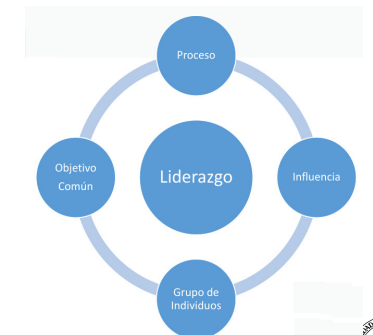 Proceso
Objetivo
Común
Liderazgo
Influencia
Grupo de
Individuos